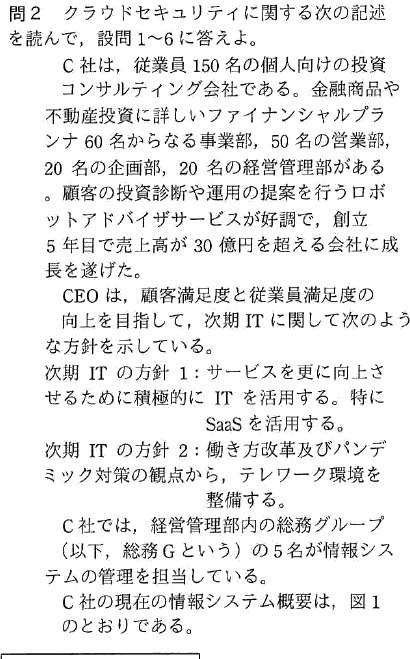 問2 クラウドセキュリティに関する次の記述
を読んで，設問1～6に答えよ。
C社は，従業員150名の個人向けの投資
コンサルティング会社である。金融商品や
不動産投資に詳しいファイナンシャルプラ
ンナ60名からなる事業部，50名の営業部，
20名の企画部，20名の経営管理部がある
。顧客の投資診断や運用の提案を行うロボ
ットアドバイザサービスが好調で，創立
5年目で売上高が30億円を超える会社に成
長を遂げた。
CEOは，顧客満足度と従業員満足度の
向上を目指して，次期ITに関して次のよう
な方針を示している。
次期 IT の方針 1：サービスを更に向上さ
せるために積極的に IT を活用する。特に
SaaSを活用する。
次期 IT の方針 2：働き方改革及びパンデ
ミック対策の観点から，テレワーク環境を
整備する。
C社では，経営管理部内の総務グループ
（以下，総務Gという）の5名が情報シス
テムの管理を担当している。
C社の現在の情報システム概要は，図1
のとおりである。